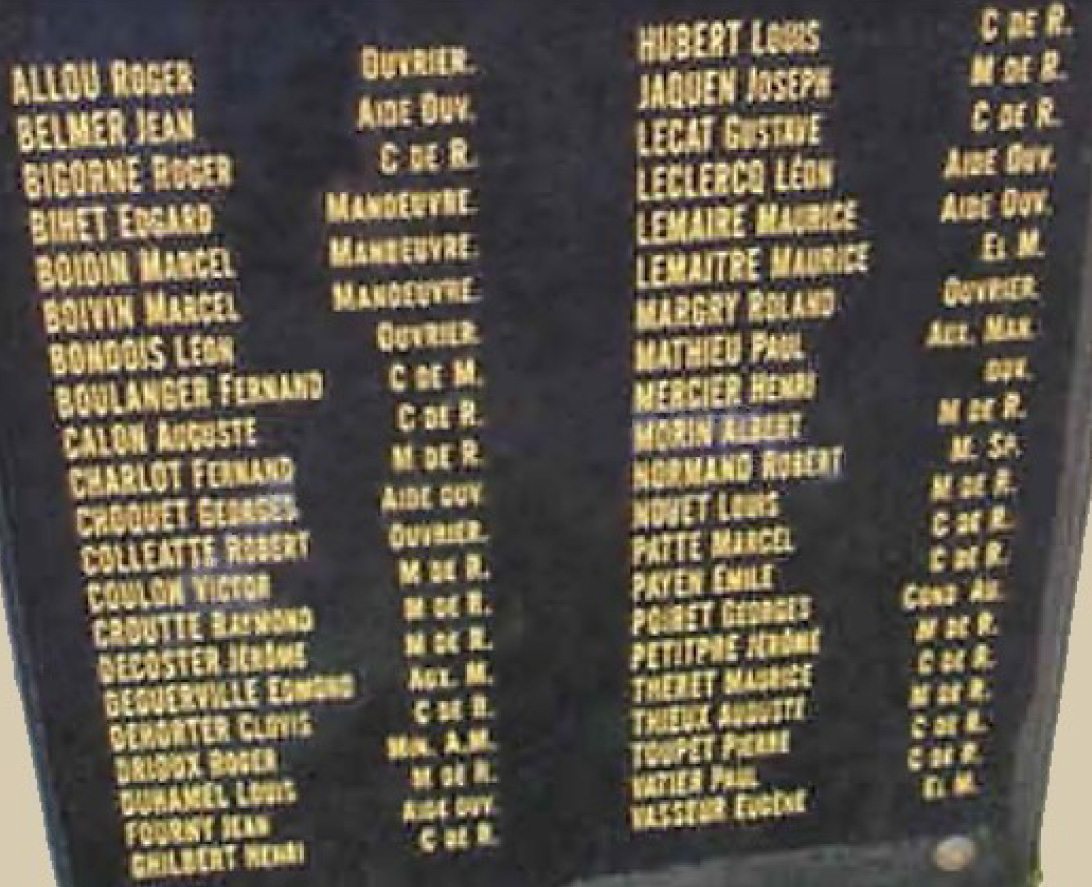 ALLOU ROGER OUVRIER.
BELMER JEAN AIDE OUV.
BIGORNE ROGER C DE R.
BIHET EDGARD MANOEUVRE.
BOIDIN MARCEL MANOEUVRE.
BOIVIN MARCEL MANOEUVRE.
BONDOIS LÉON OUVRIER.
BOULANGER FERNAND C DE M.
CALON AUGUSTE C DE R.
CHARLOT FERNAND M DE R.
CROQUET GEORGES AIDE OUV
COLLEATTE ROBERT OUVRIER.
COULON VICTOR M DE R.
CROUTTE RAYMOND M DE R.
DECOSTER JÉRÔME M DE R.
DEGUERVILLE EDMOND AUX. M.
DEHORTER CLOVIS C DE R.
DRIOUX ROGER A.M.
DUHAMEL LOUIS M DE R.
FOURNY JEAN AIDE OUV.
GHILBERT HENRI C DE R.
HUBERT LOUIS C DE R.
JAQUEN JOSEPH M DE R.
LECAT GUSTAVE C DE R.
LECLERCQ LÉON AIDE OUV.
LEMAIRE MAURICE AIDE OUV.
LEMAITRE MAURICE EL M.
MARGRY ROLAND OUVRIER.
MATHIEU PAUL AUX. MAN.
MERCIER HENRI OUV.
MORIN ALBERT M DE R.
NORMAND ROBERT M. SP.
NOVET LOUIS M DE R.
PATTE MARCEL C DE R.
PAYEN ÉMILE C DE R.
POIRET GEORGES COND AU.
PETITPRE JÉRÔME M DE R.
THERET MAURICE C DE R.
THIEUX AUGUSTE M DE R.
TOUPET PIERRE C DE R.
VATIER PAUL C DE R.
VASSEUR EUGÈNE EL M.